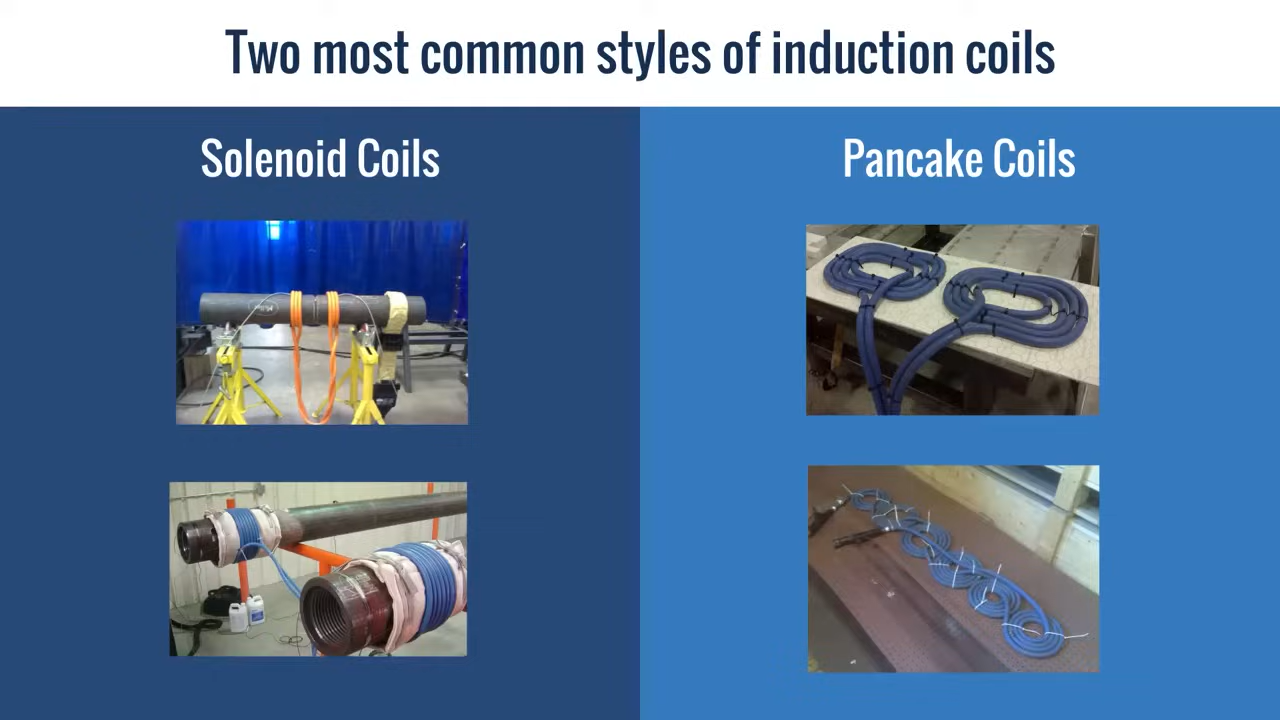 Two most common styles of induction coils
Solenoid Coils
Pancake Coils